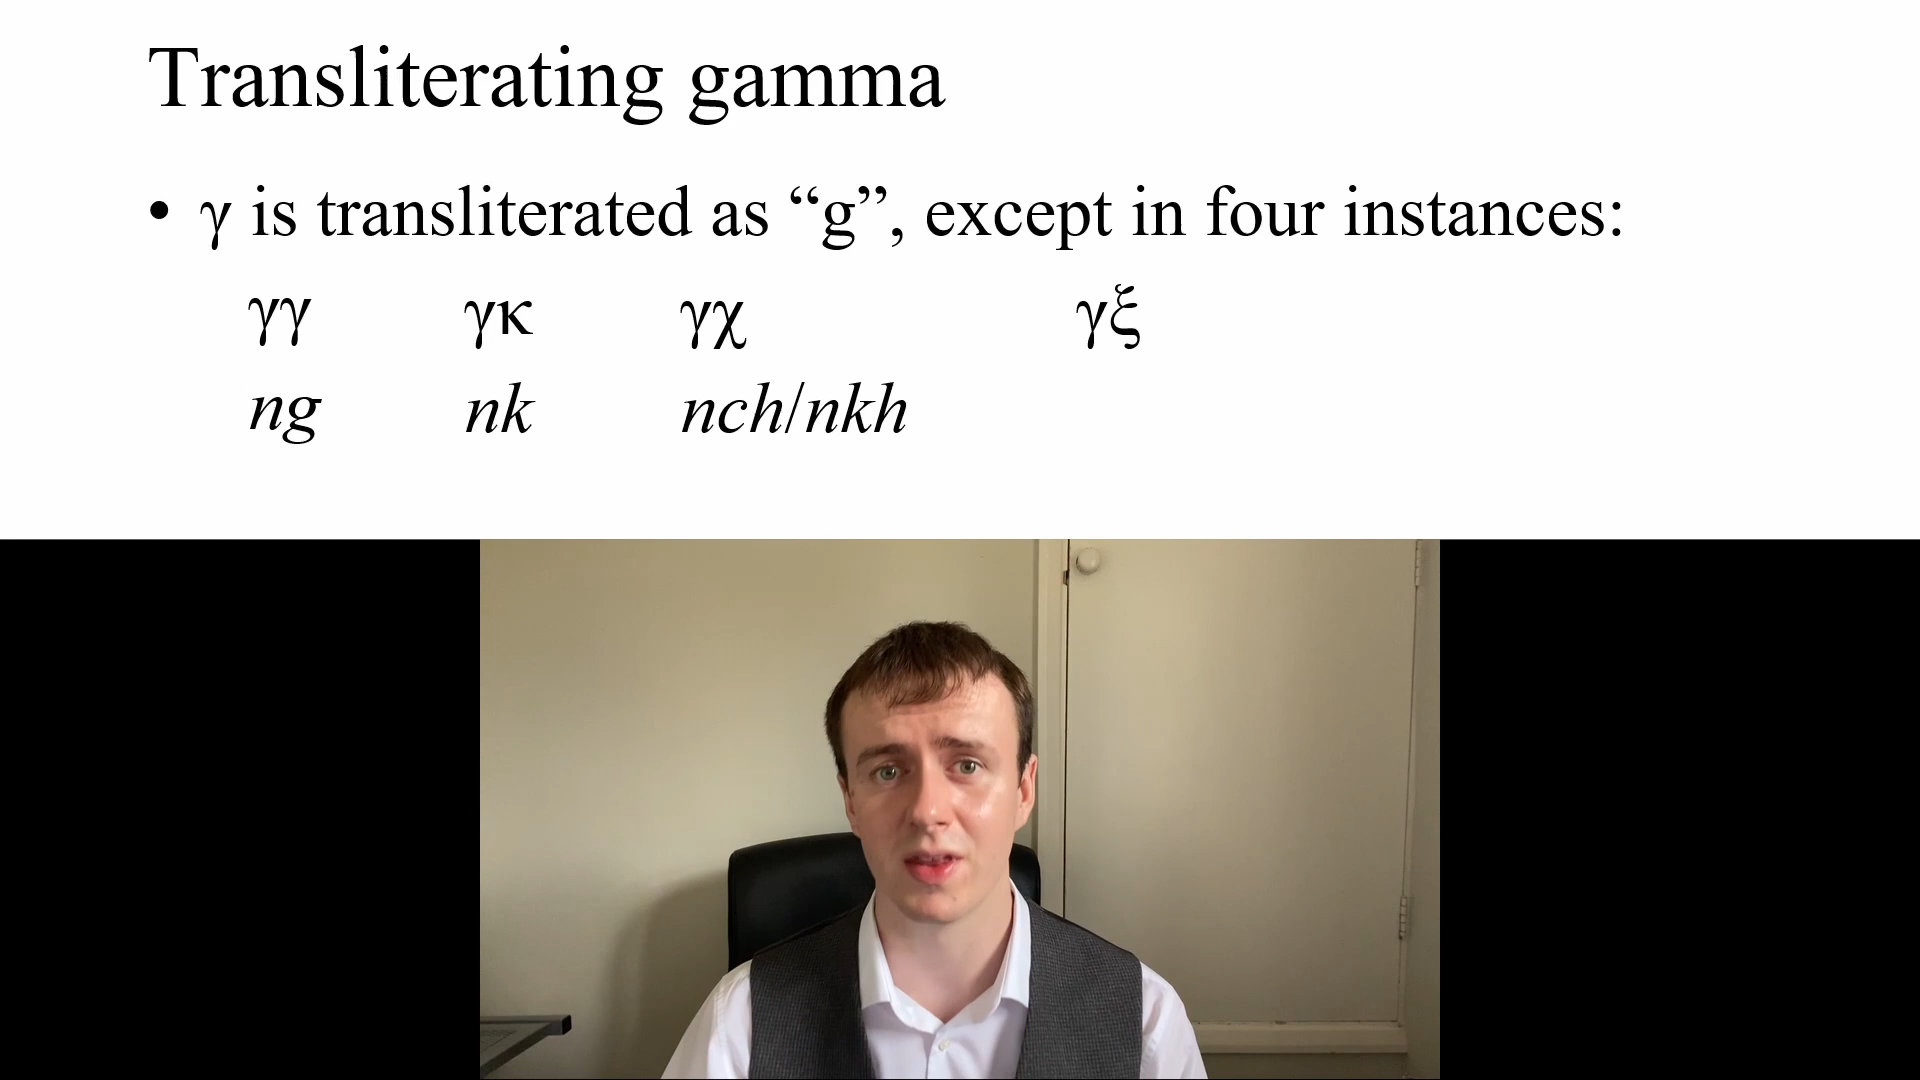 Transliterating gamma
• γ is transliterated as “g”, except in four instances:
γγ γκ γχ γξ
ng nk nch/nkh